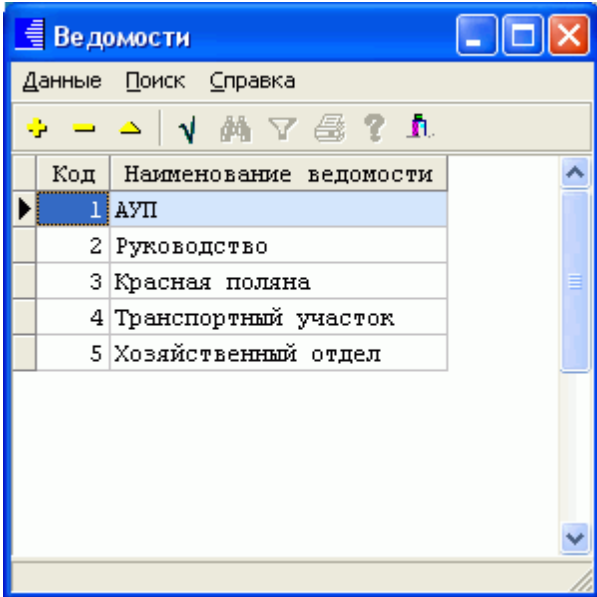 Ведомости
Данные Поиск Справка
Код Наименование ведомости
1 АУП
2 Руководство
3 Красная поляна
4 Транспортный участок
5 Хозяйственный отдел